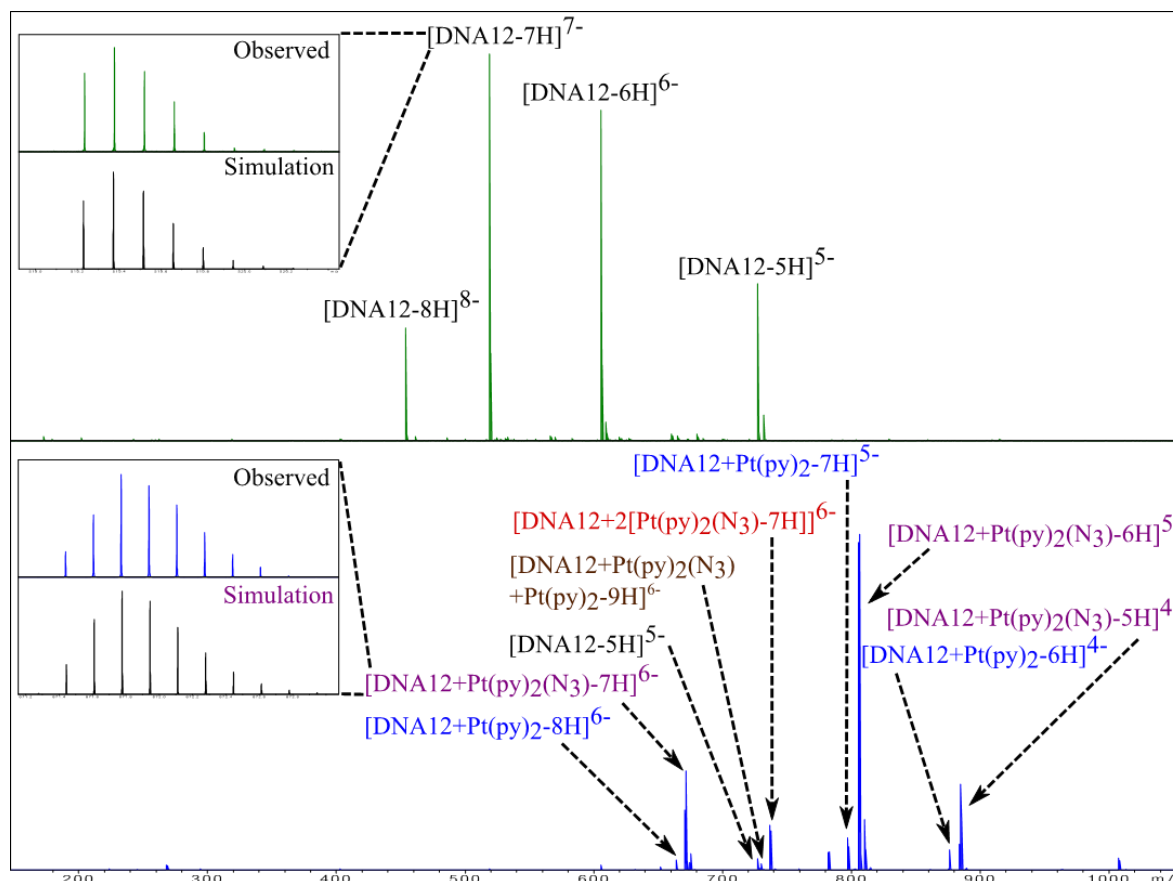 Observed
Simulation
[DNA12-7H]7-
[DNA12-6H]6-
[DNA12-5H]5-
[DNA12-8H]8-
Observed
Simulation
[DNA12+Pt(py)2-7H]5-
[DNA12+2[Pt(py)2(N3)-7H]]6-
[DNA12+Pt(py)2(N3)
+Pt(py)2-9H]6-
[DNA12-5H]5-
[DNA12+Pt(py)2(N3)-7H]6-
[DNA12+Pt(py)2-8H]6-
[DNA12+Pt(py)2(N3)-6H]5
[DNA12+Pt(py)2(N3)-5H]4
[DNA12+Pt(py)2-6H]4-
200 300 400 500 600 700 800 900 1000